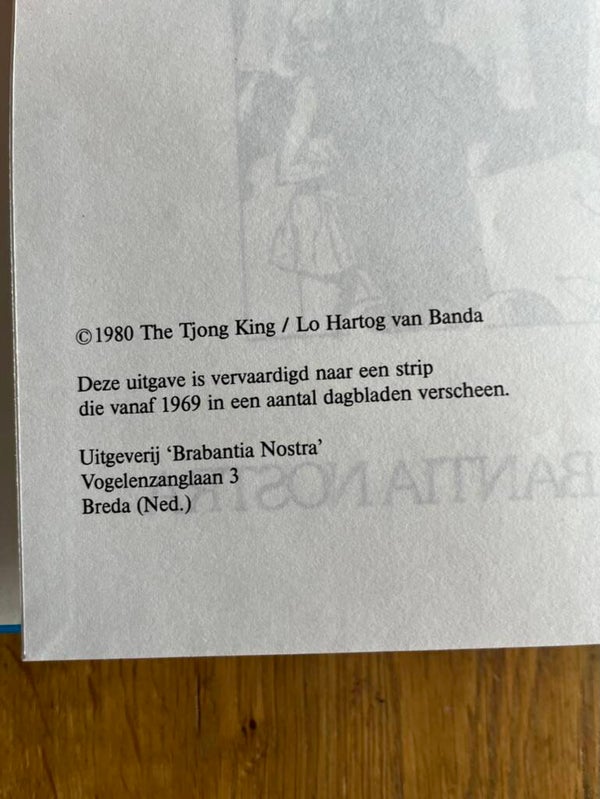 ©1980 The Tjong King / Lo Hartog van Banda
Deze uitgave is vervaardigd naar een strip
die vanaf 1969 in een aantal dagbladen verscheen.
Uitgeverij ‘Brabantia Nostra’
Vogelenzanglaan 3
Breda (Ned.)